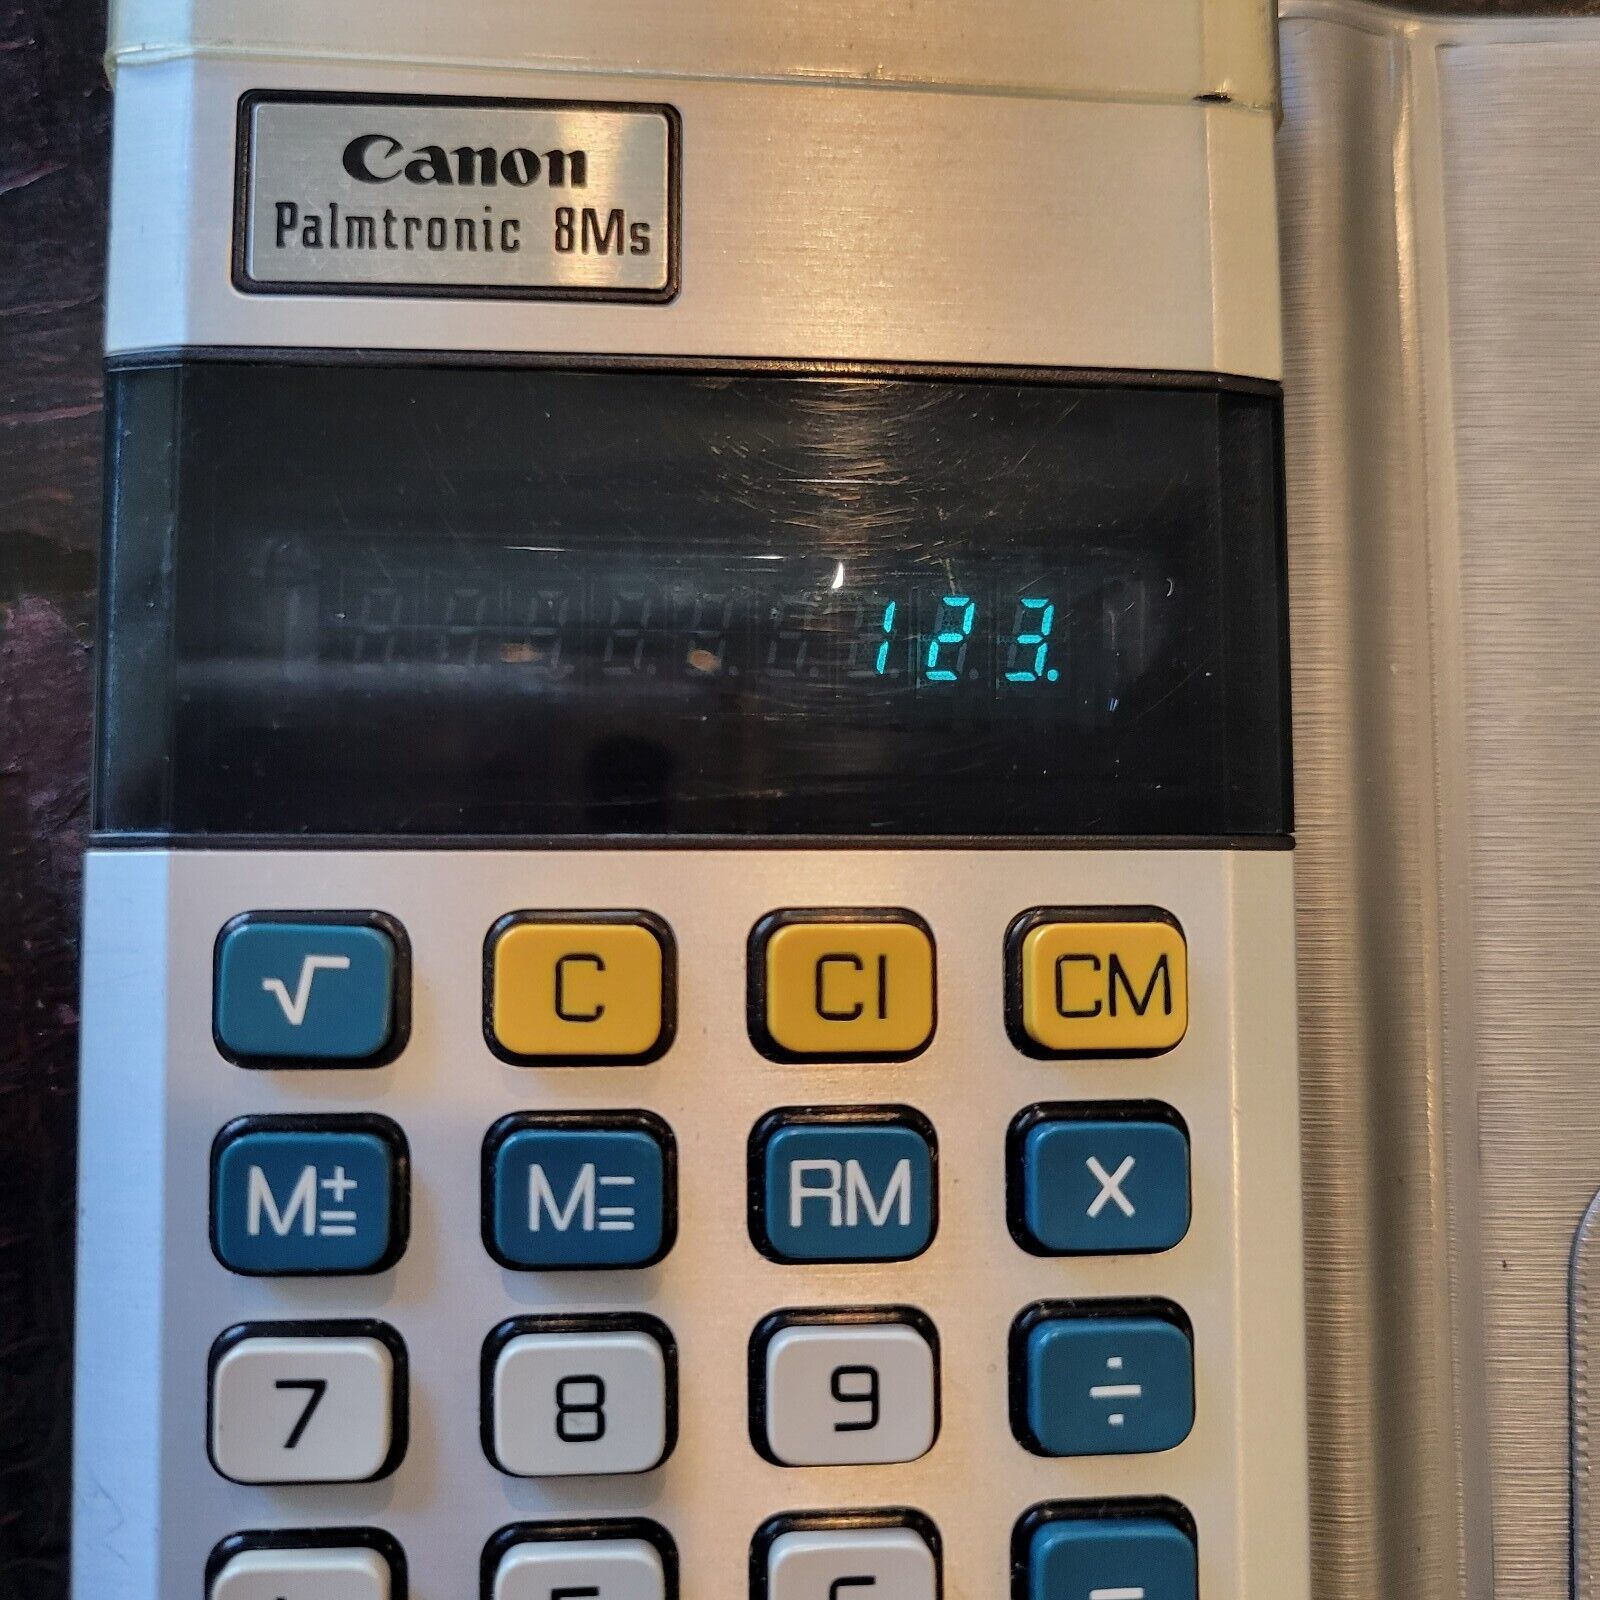 Canon
Palmtronic 8Ms
123.
√ C CI CM
M± M= RM X
7 8 9 ÷